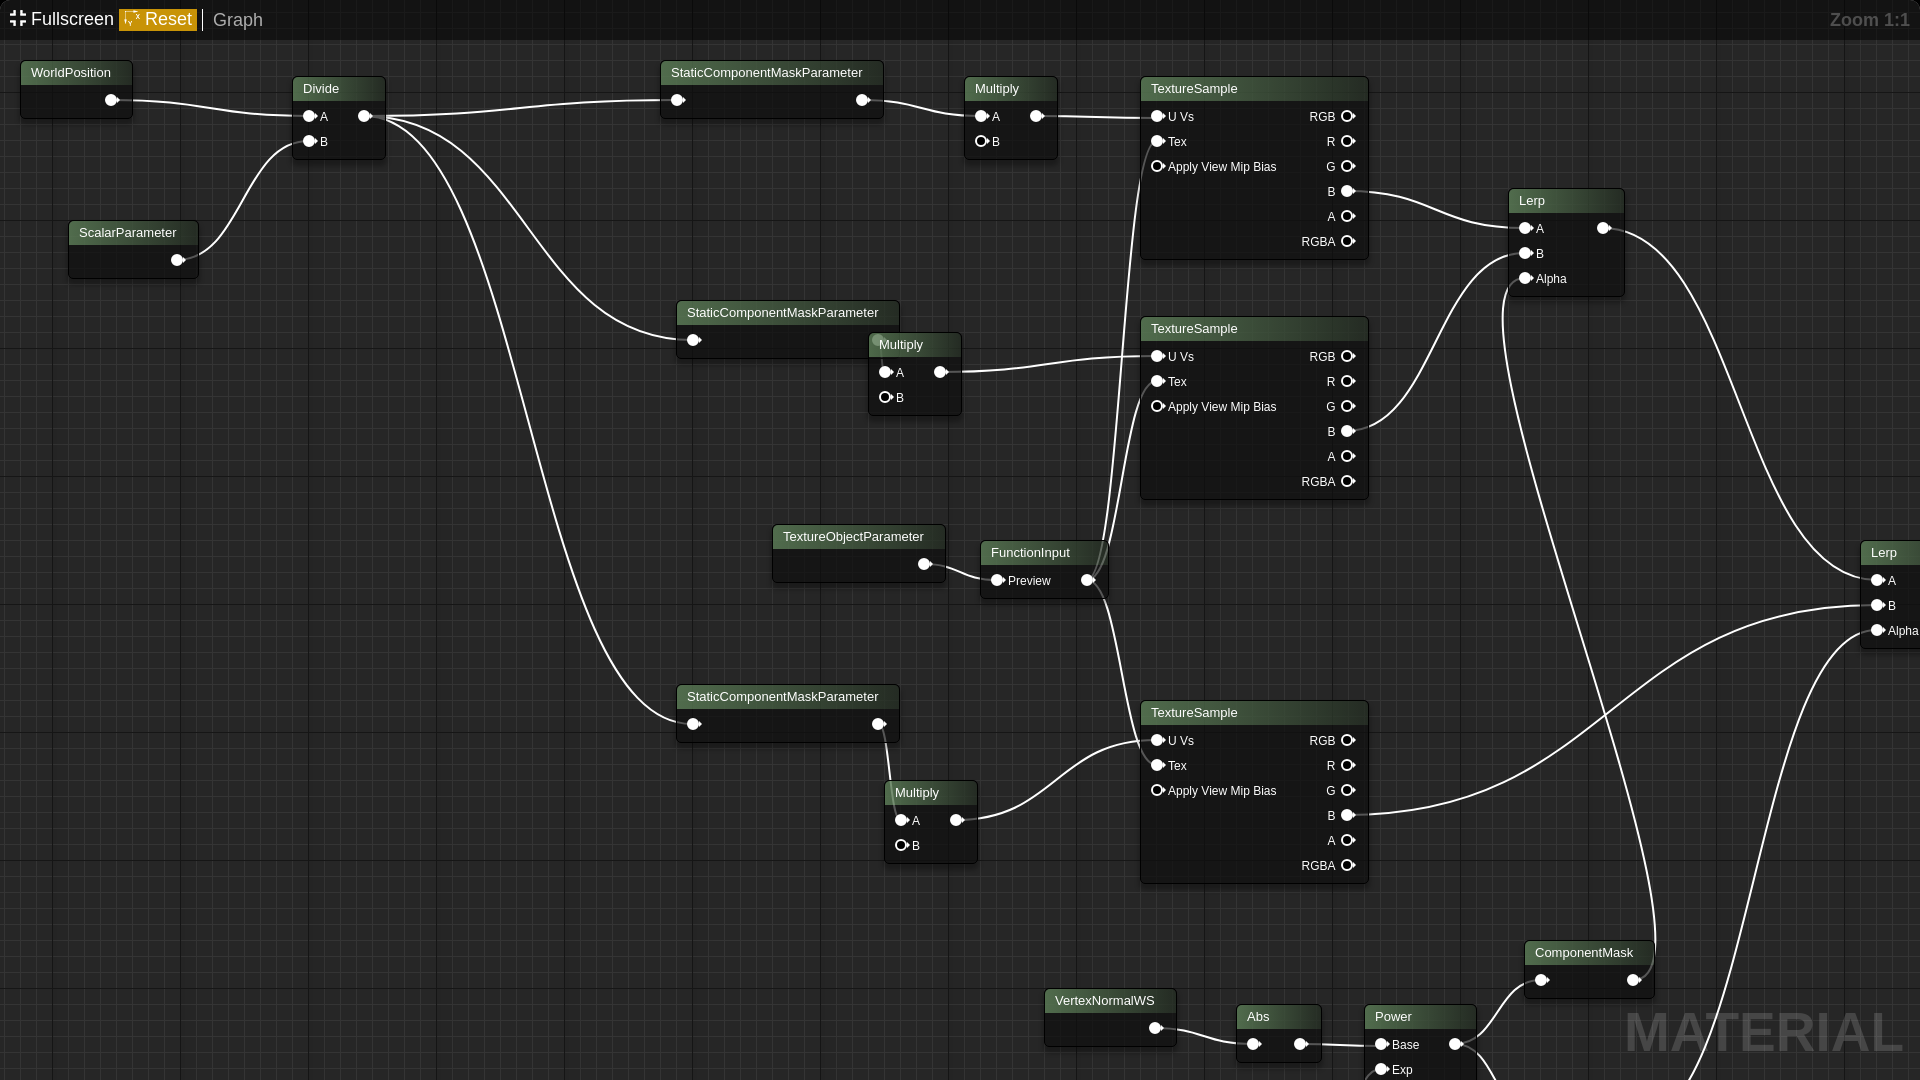 Fullscreen Reset Graph
Zoom 1:1
WorldPosition
Divide
A
B
ScalarParameter
StaticComponentMaskParameter
Multiply
A
B
TextureSample
U Vs RGB
Tex R
Apply View Mip Bias G
B
A
RGBA
Lerp
A
B
Alpha
StaticComponentMaskParameter
Multiply
A
B
TextureSample
U Vs RGB
Tex R
Apply View Mip Bias G
B
A
RGBA
TextureObjectParameter
FunctionInput
Preview
Lerp
A
B
Alpha
StaticComponentMaskParameter
Multiply
A
B
TextureSample
U Vs RGB
Tex R
Apply View Mip Bias G
B
A
RGBA
ComponentMask
VertexNormalWS
Abs
Power
Base
Exp
MATERIAL